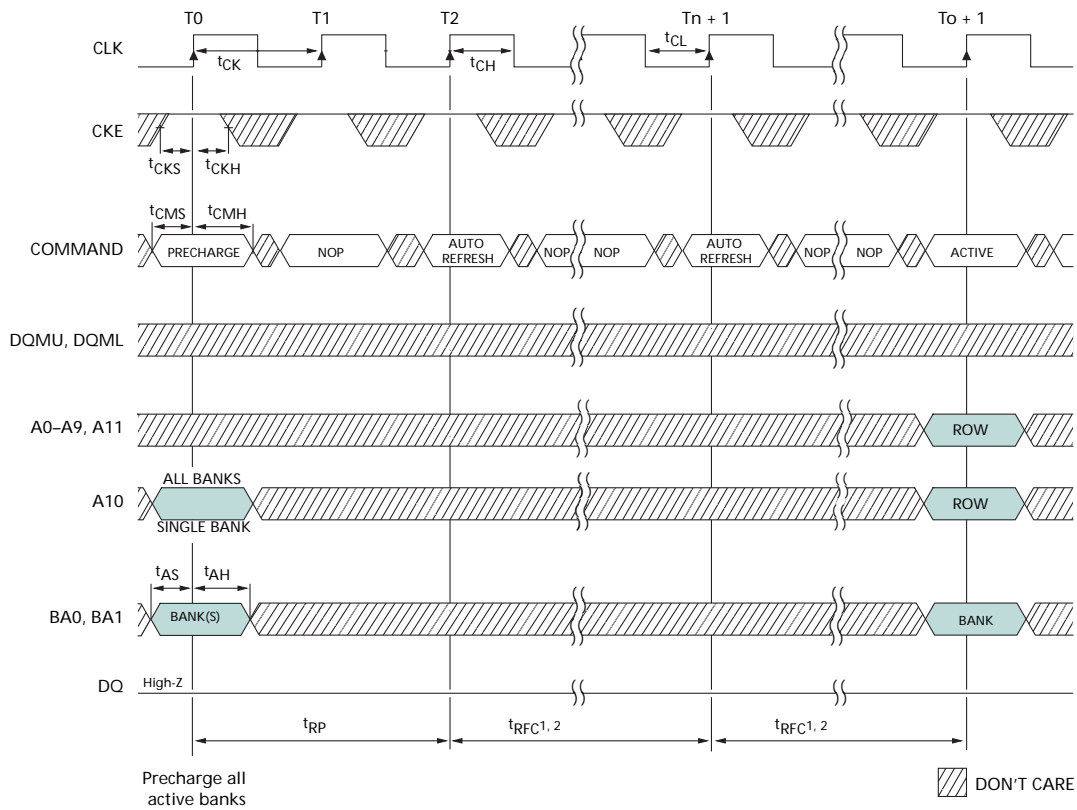 T0 T1 T2 Tn + 1 To + 1
CLK
tCK tCH tCL
CKE
tCKS tCKH
tCMS tCMH
COMMAND PRECHARGE NOP AUTO REFRESH NOP NOP AUTO REFRESH NOP NOP ACTIVE
DQMU, DQML
A0–A9, A11 ROW
ALL BANKS
A10 ROW
SINGLE BANK
tAS tAH
BA0, BA1 BANK(S) BANK
DQ High-Z
tRP tRFC1, 2 tRFC1, 2
Precharge all
active banks
DON'T CARE